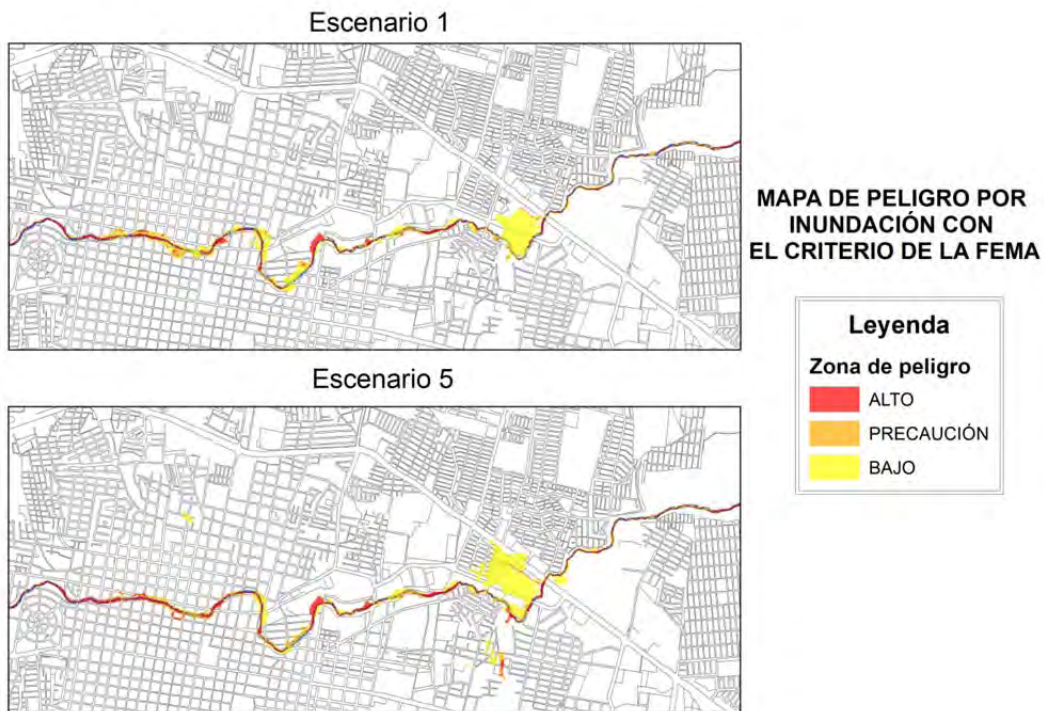 Escenario 1
MAPA DE PELIGRO POR
INUNDACIÓN CON
EL CRITERIO DE LA FEMA
Leyenda
Zona de peligro
ALTO
PRECAUCIÓN
BAJO
Escenario 5